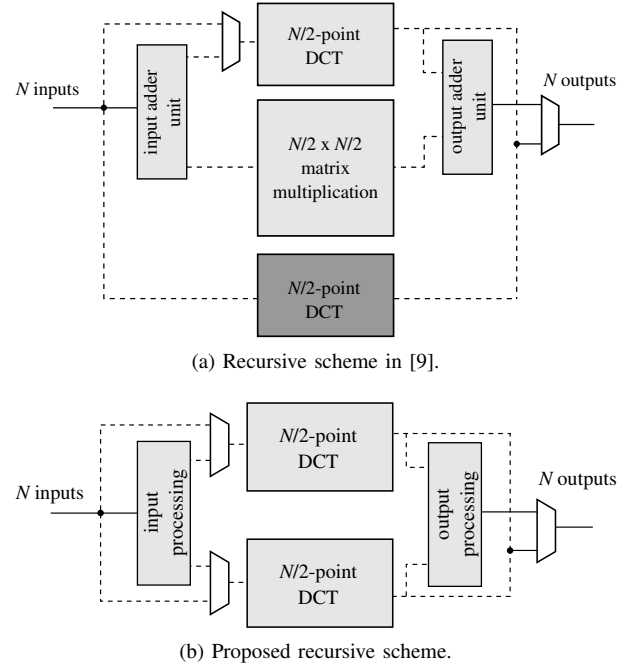 N/2-point
DCT
N inputs
input adder
unit
N/2 x N/2
matrix
multiplication
output adder
unit
N outputs
N/2-point
DCT
(a) Recursive scheme in [9].
N/2-point
DCT
N inputs
input
processing
output
processing
N outputs
N/2-point
DCT
(b) Proposed recursive scheme.